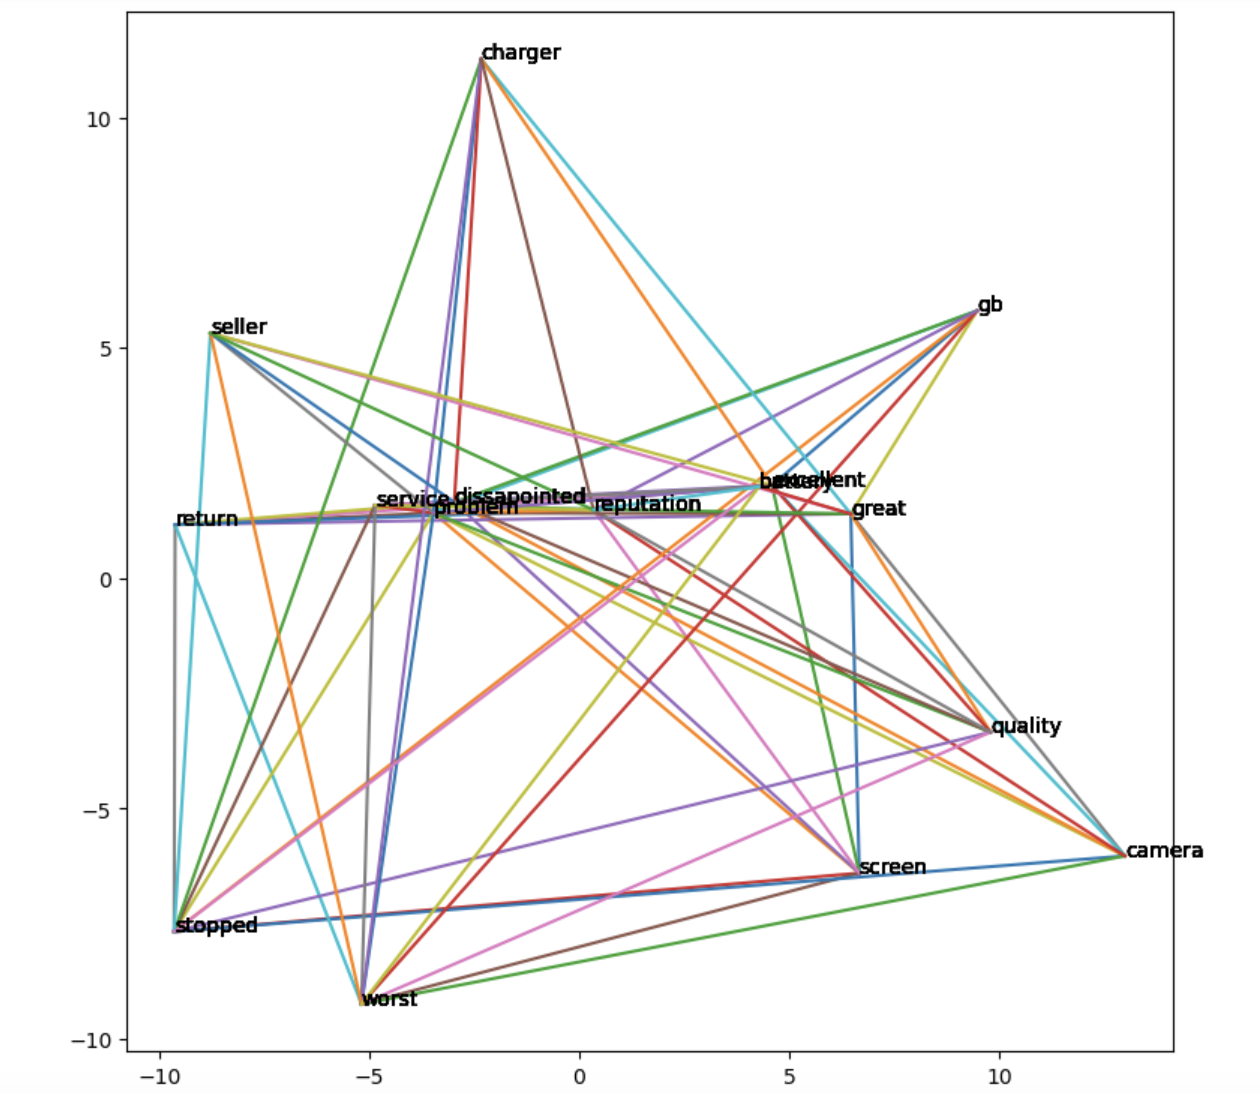 charger
10
gb
seller
5
excellent
service
dissapointed
problem
reputation
great
return
0
quality
−5
camera
screen
stopped
worst
−10
−10
−5
0
5
10